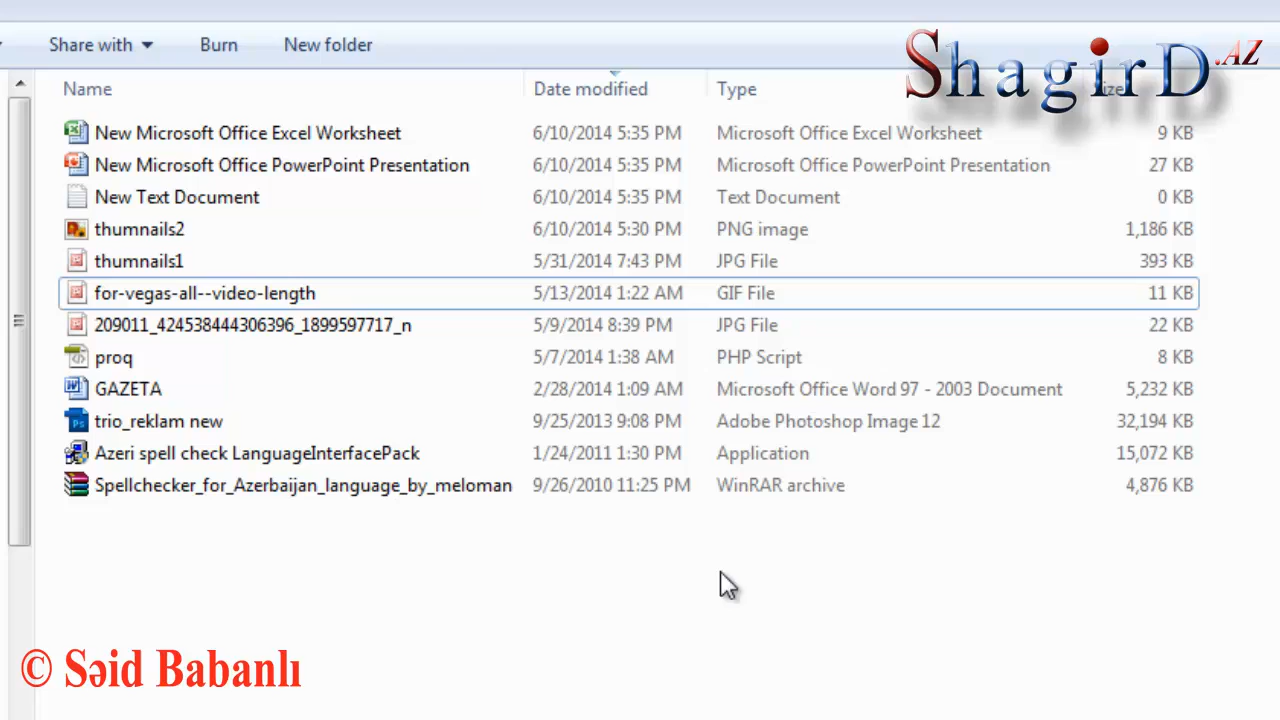 Share with Burn New folder
ShagirD.AZ
Name Date modified Type
New Microsoft Office Excel Worksheet 6/10/2014 5:35 PM Microsoft Office Excel Worksheet 9 KB
New Microsoft Office PowerPoint Presentation 6/10/2014 5:35 PM Microsoft Office PowerPoint Presentation 27 KB
New Text Document 6/10/2014 5:35 PM Text Document 0 KB
thumnails2 6/10/2014 5:30 PM PNG image 1,186 KB
thumnails1 5/31/2014 7:43 PM JPG File 393 KB
for-vegas-all--video-length 5/13/2014 1:22 AM GIF File 11 KB
209011_424538444306396_1899597717_n 5/9/2014 8:39 PM JPG File 22 KB
proq 5/7/2014 1:38 AM PHP Script 8 KB
GAZETA 2/28/2014 1:09 AM Microsoft Office Word 97 - 2003 Document 5,232 KB
trio_reklam new 9/25/2013 9:08 PM Adobe Photoshop Image 12 32,194 KB
Azeri spell check LanguageInterfacePack 1/24/2011 1:30 PM Application 15,072 KB
Spellchecker_for_Azerbaijan_language_by_meloman 9/26/2010 11:25 PM WinRAR archive 4,876 KB
© Səid Babanlı